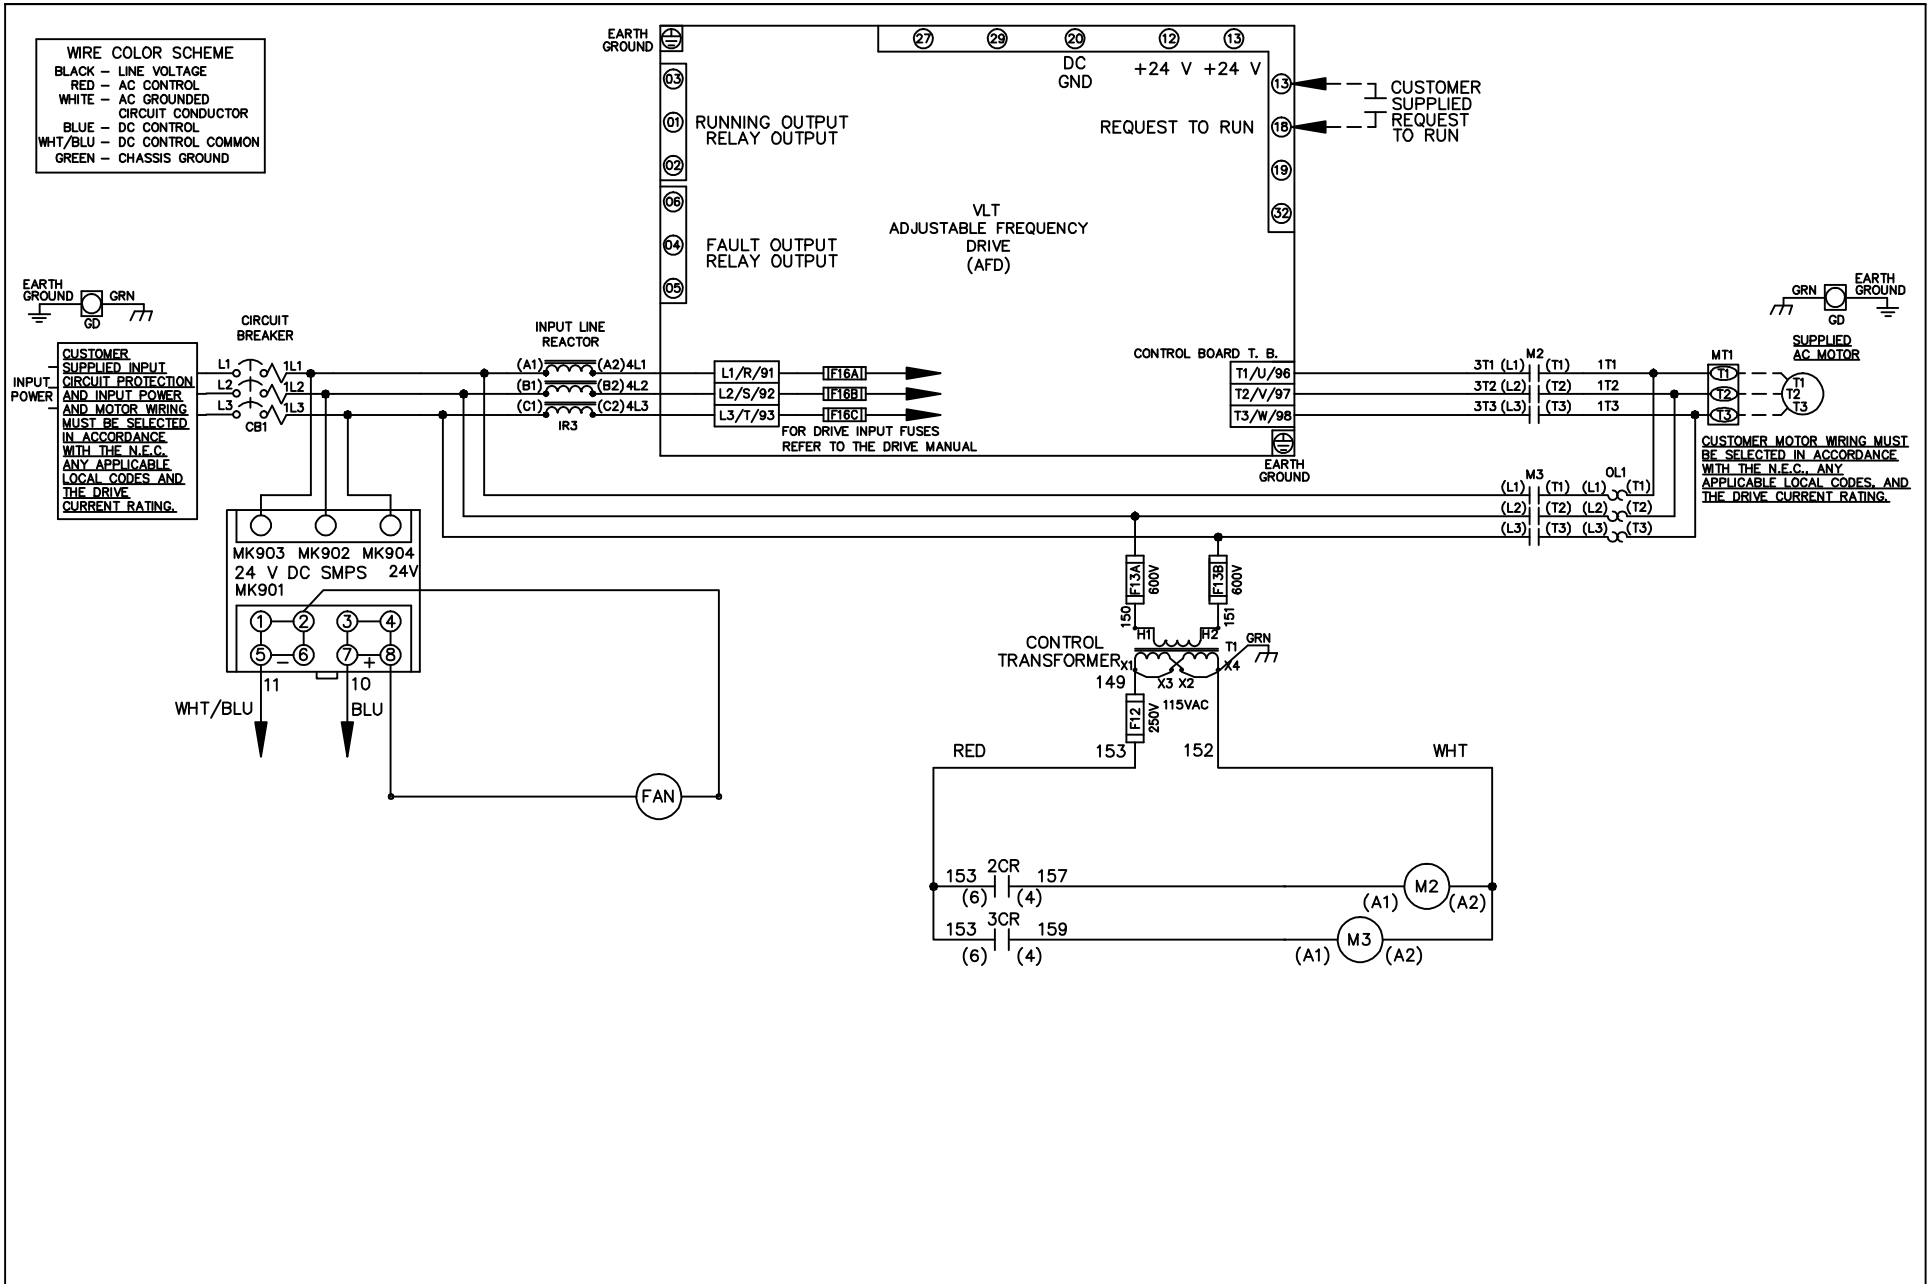 WIRE COLOR SCHEME
BLACK – LINE VOLTAGE
RED – AC CONTROL
WHITE – AC GROUNDED
CIRCUIT CONDUCTOR
BLUE – DC CONTROL
WHT/BLU – DC CONTROL COMMON
GREEN – CHASSIS GROUND
EARTH
GROUND
03
01
02
RUNNING OUTPUT
RELAY OUTPUT
06
04
05
FAULT OUTPUT
RELAY OUTPUT
27 29 20 12 13
DC
GND
+24 V +24 V
REQUEST TO RUN
13
18
19
32
CUSTOMER
SUPPLIED
REQUEST
TO RUN
VLT
ADJUSTABLE FREQUENCY
DRIVE
(AFD)
EARTH
GROUND
GRN
GD
INPUT
POWER
CUSTOMER
SUPPLIED INPUT
CIRCUIT PROTECTION
AND INPUT POWER
AND MOTOR WIRING
MUST BE SELECTED
IN ACCORDANCE
WITH THE N.E.C.
ANY APPLICABLE
LOCAL CODES AND
THE DRIVE
CURRENT RATING.
CIRCUIT
BREAKER
L1 1L1
L2 1L2
L3 1L3
CB1
INPUT LINE
REACTOR
(A1) (A2) 4L1
(B1) (B2) 4L2
(C1) (C2) 4L3
IR3
L1/R/91 F16A
L2/S/92 F16B
L3/T/93 F16C
FOR DRIVE INPUT FUSES
REFER TO THE DRIVE MANUAL
CONTROL BOARD T. B.
T1/U/96
T2/V/97
T3/W/98
EARTH
GROUND
M2
3T1 (L1) (T1) 1T1
3T2 (L2) (T2) 1T2
3T3 (L3) (T3) 1T3
MT1
T1
T2
T3
GRN
EARTH
GROUND
GD
SUPPLIED
AC MOTOR
T1
T2
T3
CUSTOMER MOTOR WIRING MUST
BE SELECTED IN ACCORDANCE
WITH THE N.E.C., ANY
APPLICABLE LOCAL CODES, AND
THE DRIVE CURRENT RATING.
M3 OL1
(L1) (T1) (L1) (T1)
(L2) (T2) (L2) (T2)
(L3) (T3) (L3) (T3)
MK903 MK902 MK904
24 V DC SMPS 24V
MK901
1 2 3 4
5 – 6 7 + 8
11 10
WHT/BLU BLU
FAN
F13A
600V
F13B
600V
150
151
H1 H2
CONTROL
TRANSFORMER
T1
GRN
X1 X3 X2 X4
149
115VAC
F12
250V
RED 153 152 WHT
2CR
153 157
(6) (4)
M2
(A1) (A2)
3CR
153 159
(6) (4)
M3
(A1) (A2)